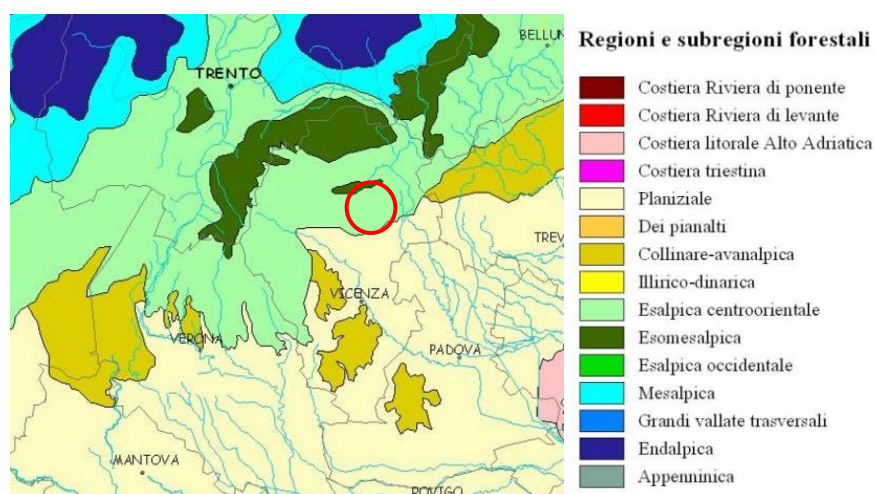 BELLUN
TRENTO
TREV
VICENZA
VERONA
PADOVA
MANTOVA
ROVIGO
Regioni e subregioni forestali
Costiera Riviera di ponente
Costiera Riviera di levante
Costiera litorale Alto Adriatica
Costiera triestina
Planiziale
Dei pianalti
Collinare-avanalpica
Illirico-dinarica
Esalpica centroorientale
Esomesalpica
Esalpica occidentale
Mesalpica
Grandi vallate trasversali
Endalpica
Appenninica